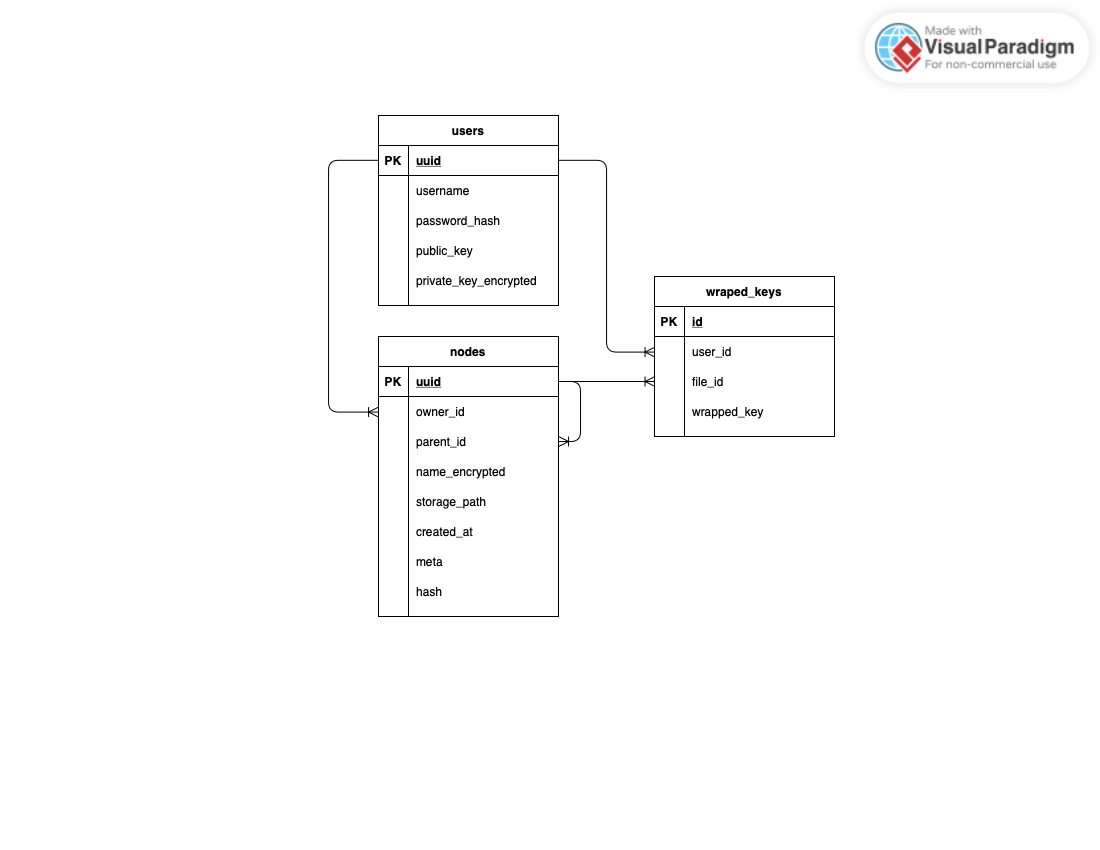 Made with
Visual Paradigm
For non-commercial use
users
PK uuid
username
password_hash
public_key
private_key_encrypted
nodes
PK uuid
owner_id
parent_id
name_encrypted
storage_path
created_at
meta
hash
wraped_keys
PK id
user_id
file_id
wrapped_key